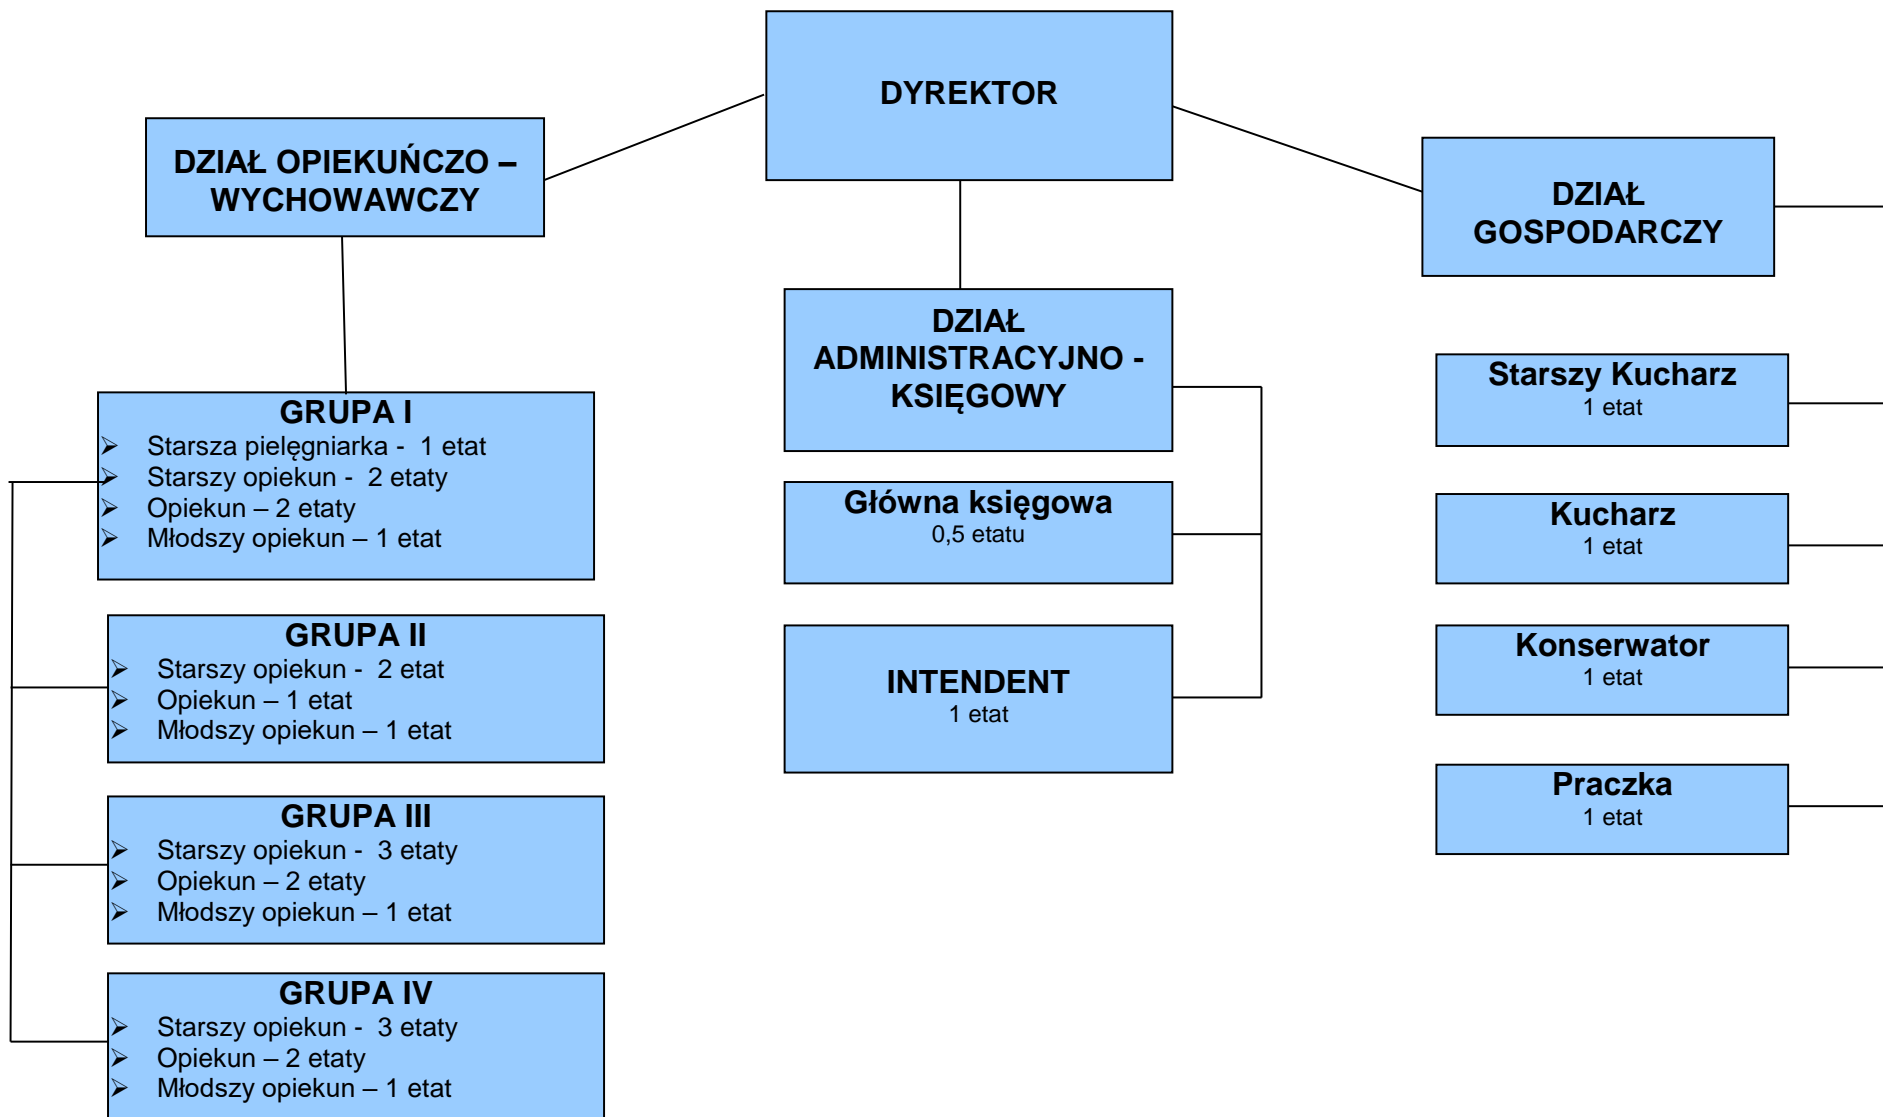 DYREKTOR
DZIAŁ OPIEKUŃCZO –
WYCHOWAWCZY
GRUPA I
➢ Starsza pielęgniarka - 1 etat
➢ Starszy opiekun - 2 etaty
➢ Opiekun – 2 etaty
➢ Młodszy opiekun – 1 etat
GRUPA II
➢ Starszy opiekun - 2 etat
➢ Opiekun – 1 etat
➢ Młodszy opiekun – 1 etat
GRUPA III
➢ Starszy opiekun - 3 etaty
➢ Opiekun – 2 etaty
➢ Młodszy opiekun – 1 etat
GRUPA IV
➢ Starszy opiekun - 3 etaty
➢ Opiekun – 2 etaty
➢ Młodszy opiekun – 1 etat
DZIAŁ
ADMINISTRACYJNO -
KSIĘGOWY
Główna księgowa
0,5 etatu
INTENDENT
1 etat
DZIAŁ
GOSPODARCZY
Starszy Kucharz
1 etat
Kucharz
1 etat
Konserwator
1 etat
Praczka
1 etat